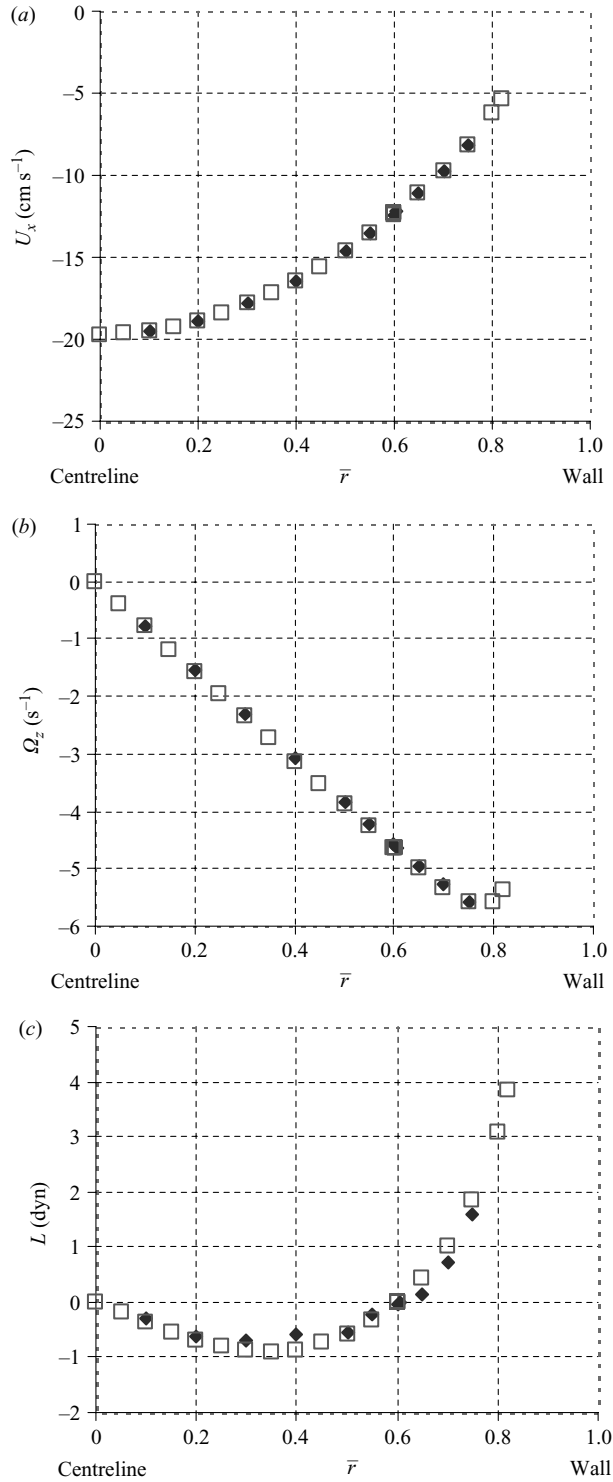 (a)
0
–5
–10
–15
–20
–25
U_x (cm s⁻¹)
0 0.2 0.4 0.6 0.8 1.0
Centreline r̅ Wall
(b)
1
0
–1
–2
–3
–4
–5
–6
Ω_z (s⁻¹)
0 0.2 0.4 0.6 0.8 1.0
Centreline r̅ Wall
(c)
5
4
3
2
1
0
–1
–2
L (dyn)
0 0.2 0.4 0.6 0.8 1.0
Centreline r̅ Wall